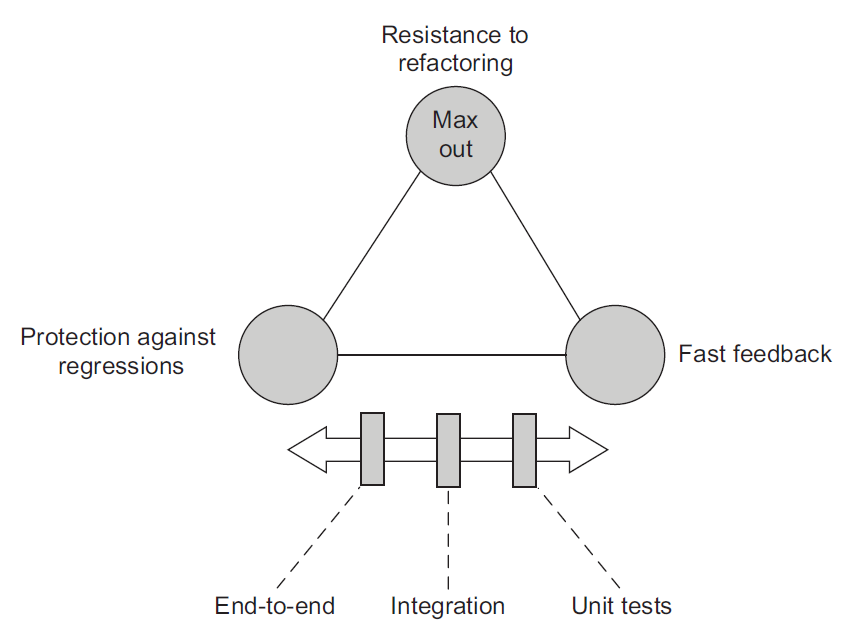 Resistance to
refactoring
Max
out
Protection against
regressions
Fast feedback
End-to-end
Integration
Unit tests